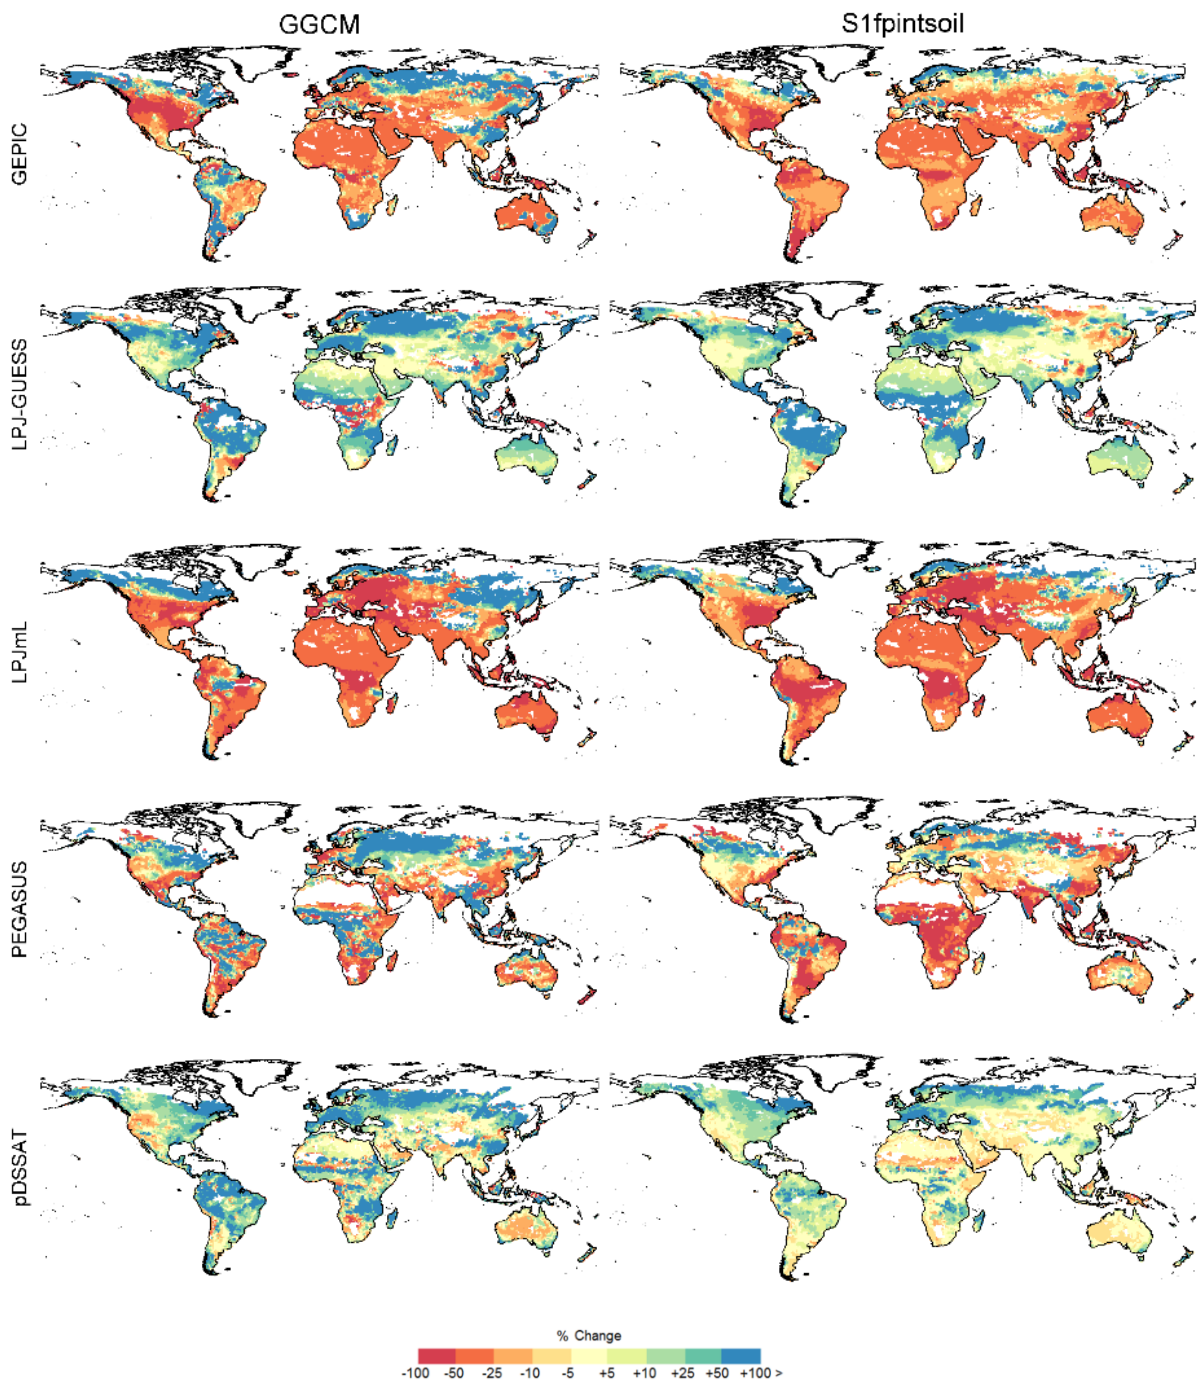 GGCM S1fpintsoil
GEPIC
LPJ-GUESS
LPJmL
PEGASUS
pDSSAT
% Change
-100 -50 -25 -10 -5 +5 +10 +25 +50 +100 >